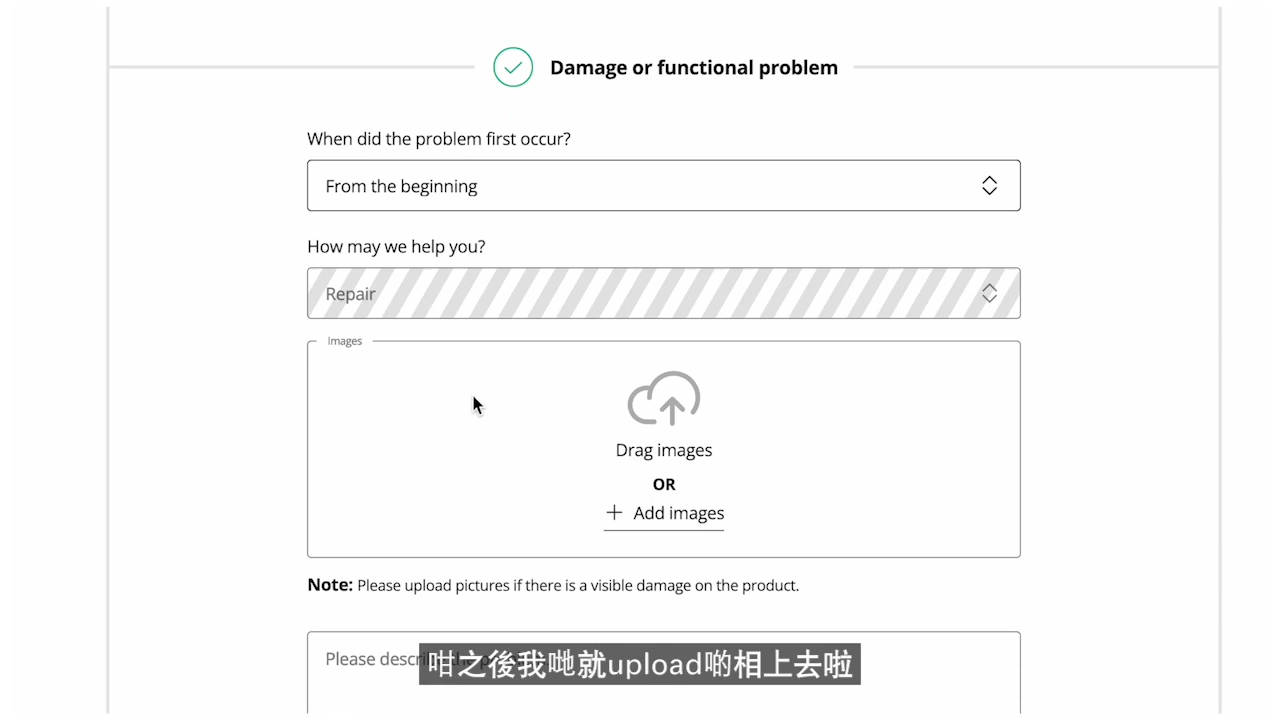 Damage or functional problem
When did the problem first occur?
From the beginning
How may we help you?
Repair
Images
Drag images
OR
+ Add images
Note: Please upload pictures if there is a visible damage on the product.
Please descri
咁之後我哋就upload啲相上去啦